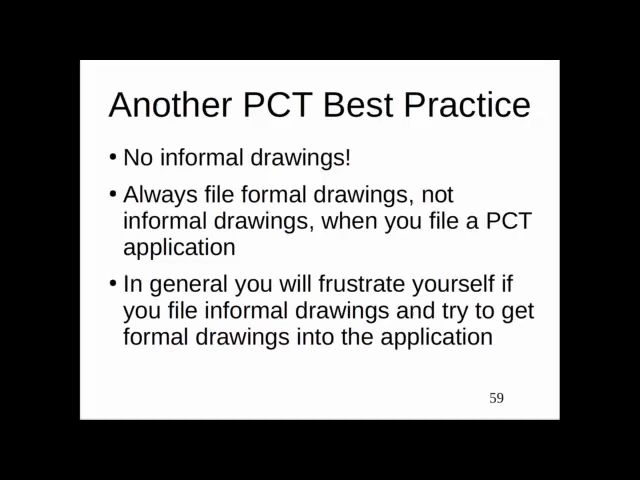 Another PCT Best Practice
• No informal drawings!
• Always file formal drawings, not
informal drawings, when you file a PCT
application
• In general you will frustrate yourself if
you file informal drawings and try to get
formal drawings into the application
59